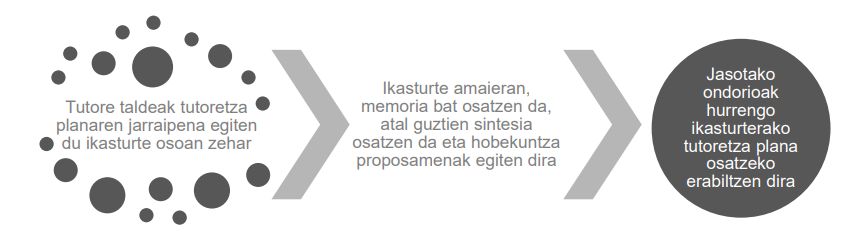 Tutore taldeak tutoretza
planaren jarraipena egiten
du ikasturte osoan zehar
Ikasturte amaieran,
memoria bat osatzen da,
atal guztien sintesia
osatzen da eta hobekuntza
proposamenak egiten dira
Jasotako
ondorioak
hurrengo
ikasturterako
tutoretza plana
osatzeko
erabiltzen dira